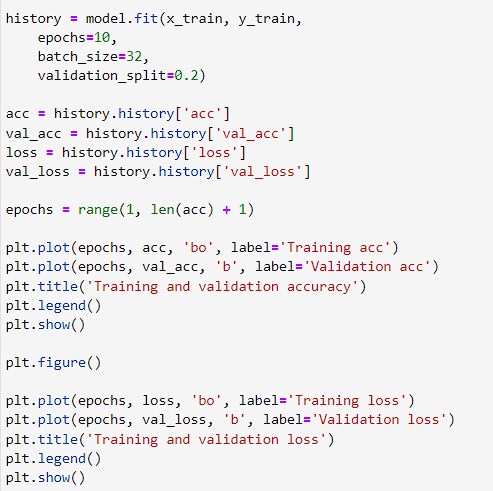 history = model.fit(x_train, y_train,
    epochs=10,
    batch_size=32,
    validation_split=0.2)

acc = history.history['acc']
val_acc = history.history['val_acc']
loss = history.history['loss']
val_loss = history.history['val_loss']

epochs = range(1, len(acc) + 1)

plt.plot(epochs, acc, 'bo', label='Training acc')
plt.plot(epochs, val_acc, 'b', label='Validation acc')
plt.title('Training and validation accuracy')
plt.legend()
plt.show()

plt.figure()

plt.plot(epochs, loss, 'bo', label='Training loss')
plt.plot(epochs, val_loss, 'b', label='Validation loss')
plt.title('Training and validation loss')
plt.legend()
plt.show()